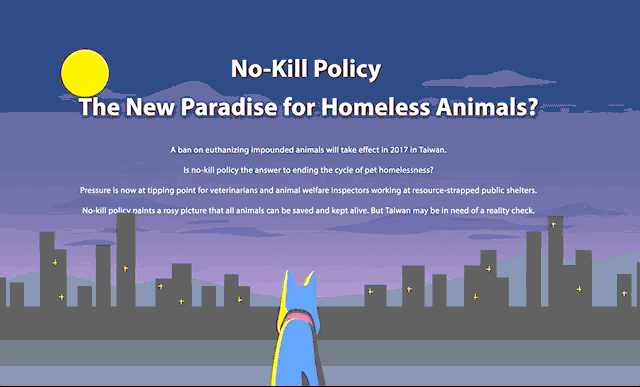 No-Kill Policy
The New Paradise for Homeless Animals?
A ban on euthanizing impounded animals will take effect in 2017 in Taiwan.
Is no-kill policy the answer to ending the cycle of pet homelessness?
Pressure is now at tipping point for veterinarians and animal welfare inspectors working at resource-strapped public shelters.
No-kill policy paints a rosy picture that all animals can be saved and kept alive. But Taiwan may be in need of a reality check.